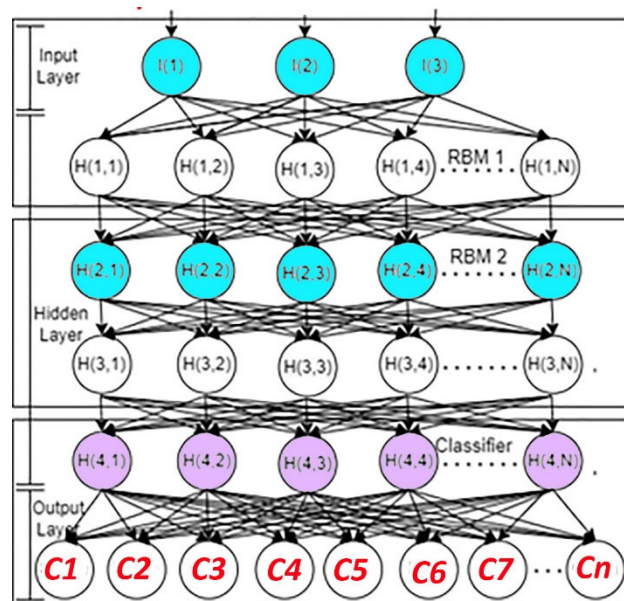 Input
Layer
I(1) I(2) I(3)
H(1,1) H(1,2) H(1,3) H(1,4) RBM 1 ...... H(1,N)
H(2,1) H(2,2) H(2,3) H(2,4) RBM 2 ...... H(2,N)
Hidden
Layer
H(3,1) H(3,2) H(3,3) H(3,4) ...... H(3,N) .
H(4,1) H(4,2) H(4,3) H(4,4) Classifier ...... H(4,N) .
Output
Layer
C1 C2 C3 C4 C5 C6 C7 ... Cn